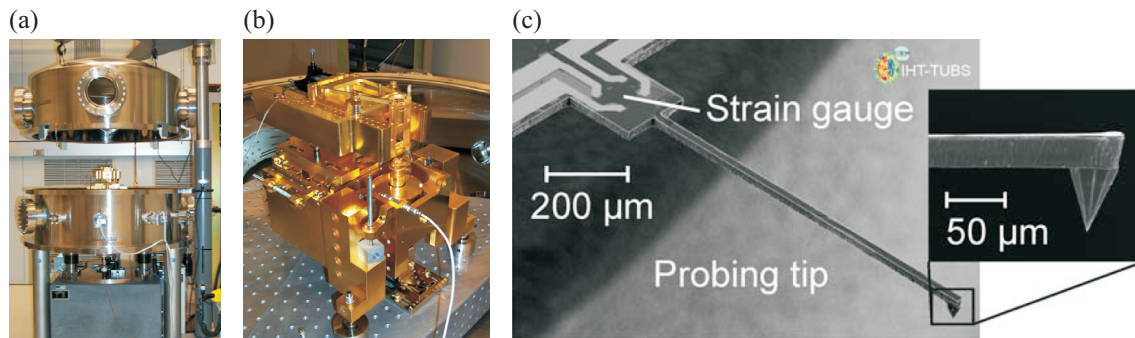 (a)
(b)
(c)
IHT-TUBS
Strain gauge
200 μm
50 μm
Probing tip